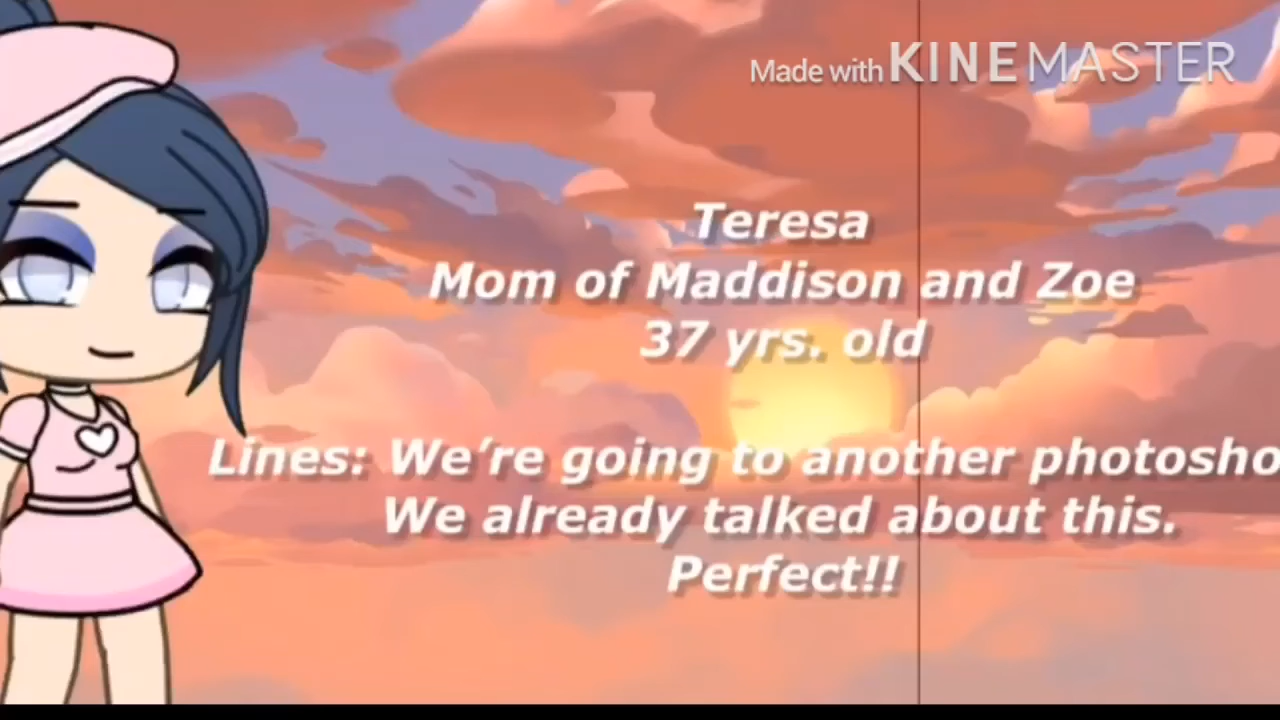 Made with KINEMASTER
Teresa
Mom of Maddison and Zoe
37 yrs. old
Lines: We’re going to another photosho
We already talked about this.
Perfect!!